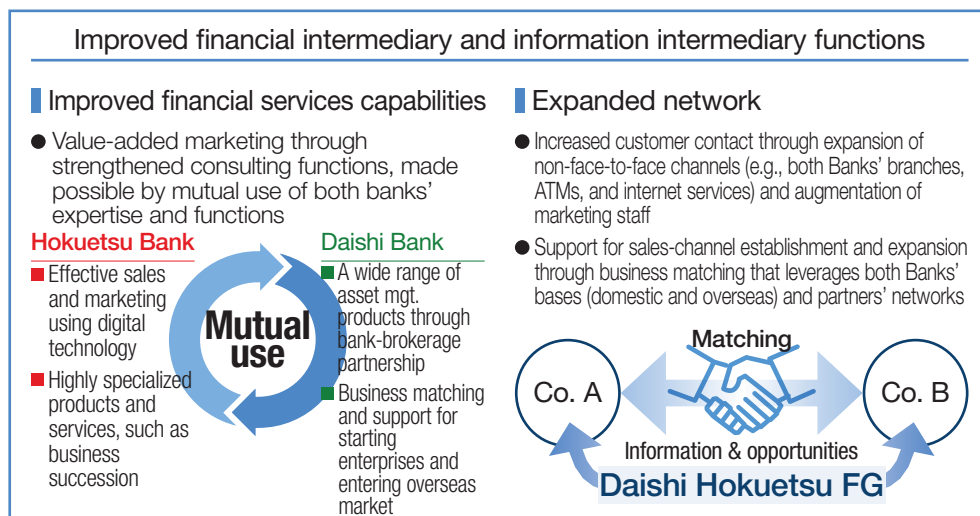 Improved financial intermediary and information intermediary functions
Improved financial services capabilities
● Value-added marketing through
strengthened consulting functions, made
possible by mutual use of both banks'
expertise and functions
Hokuetsu Bank
Effective sales
and marketing
using digital
technology
Highly specialized
products and
services, such as
business
succession
Mutual
use
Daishi Bank
A wide range of
asset mgt.
products through
bank-brokerage
partnership
Business matching
and support for
starting
enterprises and
entering overseas
market
Expanded network
● Increased customer contact through expansion of
non-face-to-face channels (e.g., both Banks' branches,
ATMs, and internet services) and augmentation of
marketing staff
● Support for sales-channel establishment and expansion
through business matching that leverages both Banks'
bases (domestic and overseas) and partners' networks
Matching
Co. A
Co. B
Information & opportunities
Daishi Hokuetsu FG